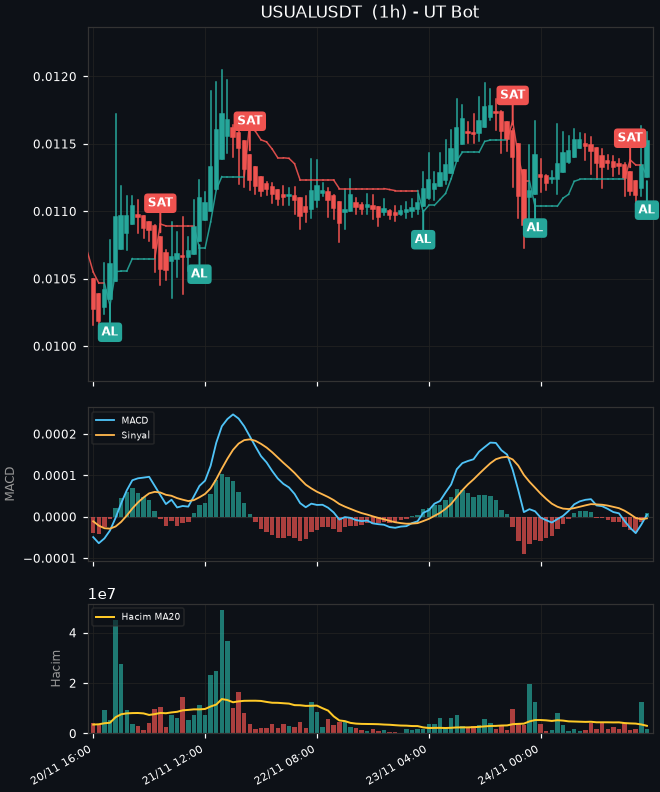 USUALUSDT (1h) - UT Bot
0.0120
0.0115
0.0110
0.0105
0.0100
SAT
SAT
SAT
SAT
AL
AL
AL
AL
AL
MACD
0.0002
0.0001
0.0000
−0.0001
MACD
Sinyal
1e7
Hacim
4
2
0
Hacim MA20
20/11 16:00
21/11 12:00
22/11 08:00
23/11 04:00
24/11 00:00